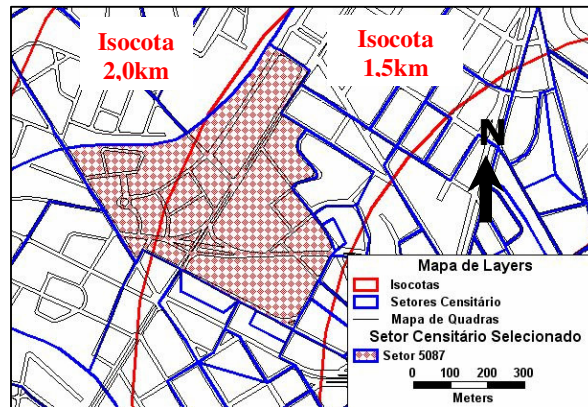 Isocota
2,0km
Isocota
1,5km
N
Mapa de Layers
Isocotas
Setores Censitário
Mapa de Quadras
Setor Censitário Selecionado
Setor 5087
0 100 200 300
Meters